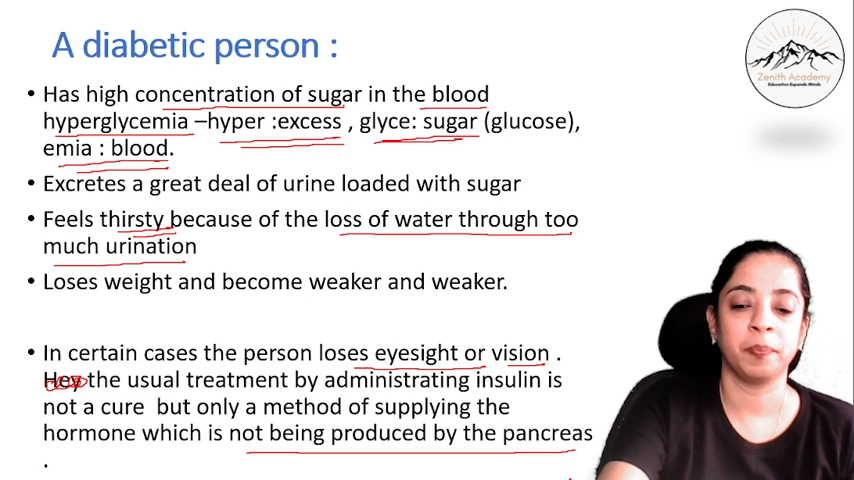 A diabetic person :
Zenith Academy
Education Expands Minds
• Has high concentration of sugar in the blood
hyperglycemia –hyper :excess , glyce: sugar (glucose),
emia : blood.
• Excretes a great deal of urine loaded with sugar
• Feels thirsty because of the loss of water through too
much urination
• Loses weight and become weaker and weaker.
• In certain cases the person loses eyesight or vision .
the usual treatment by administrating insulin is
not a cure but only a method of supplying the
hormone which is not being produced by the pancreas
.